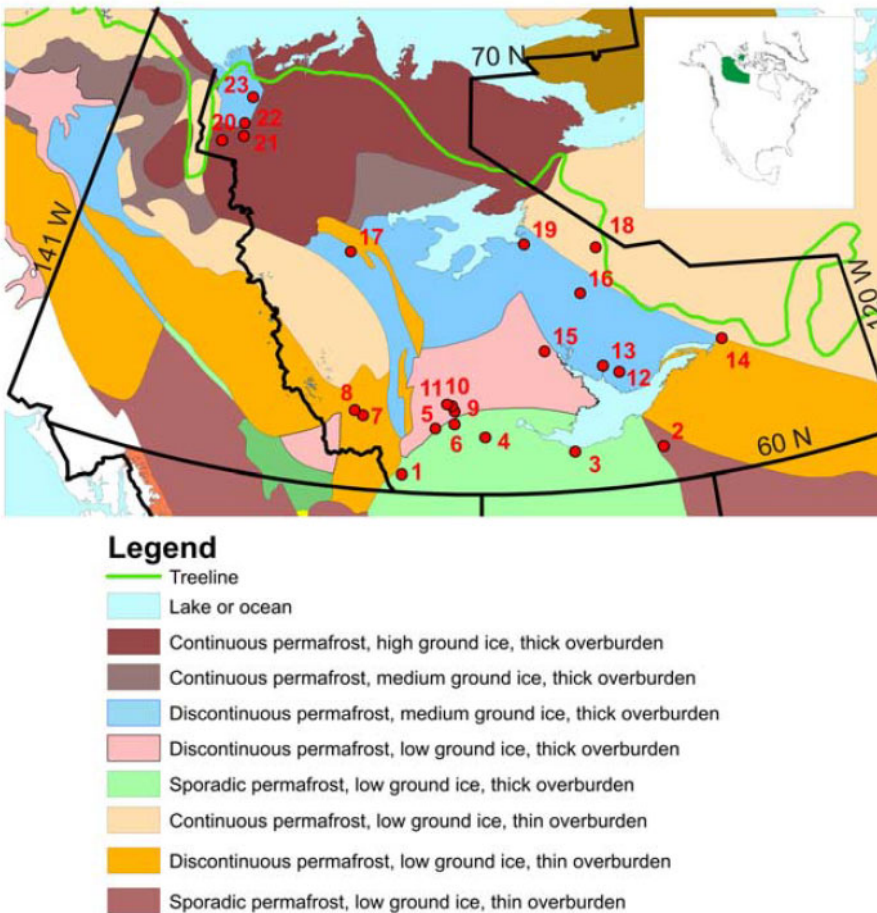 70 N
23
22
20
21
141 W
19
18
17
120 W
16
15
13
14
12
8
11
10
7
5
9
6
4
2
60 N
1
3
Legend
Treeline
Lake or ocean
Continuous permafrost, high ground ice, thick overburden
Continuous permafrost, medium ground ice, thick overburden
Discontinuous permafrost, medium ground ice, thick overburden
Discontinuous permafrost, low ground ice, thick overburden
Sporadic permafrost, low ground ice, thick overburden
Continuous permafrost, low ground ice, thin overburden
Discontinuous permafrost, low ground ice, thin overburden
Sporadic permafrost, low ground ice, thin overburden